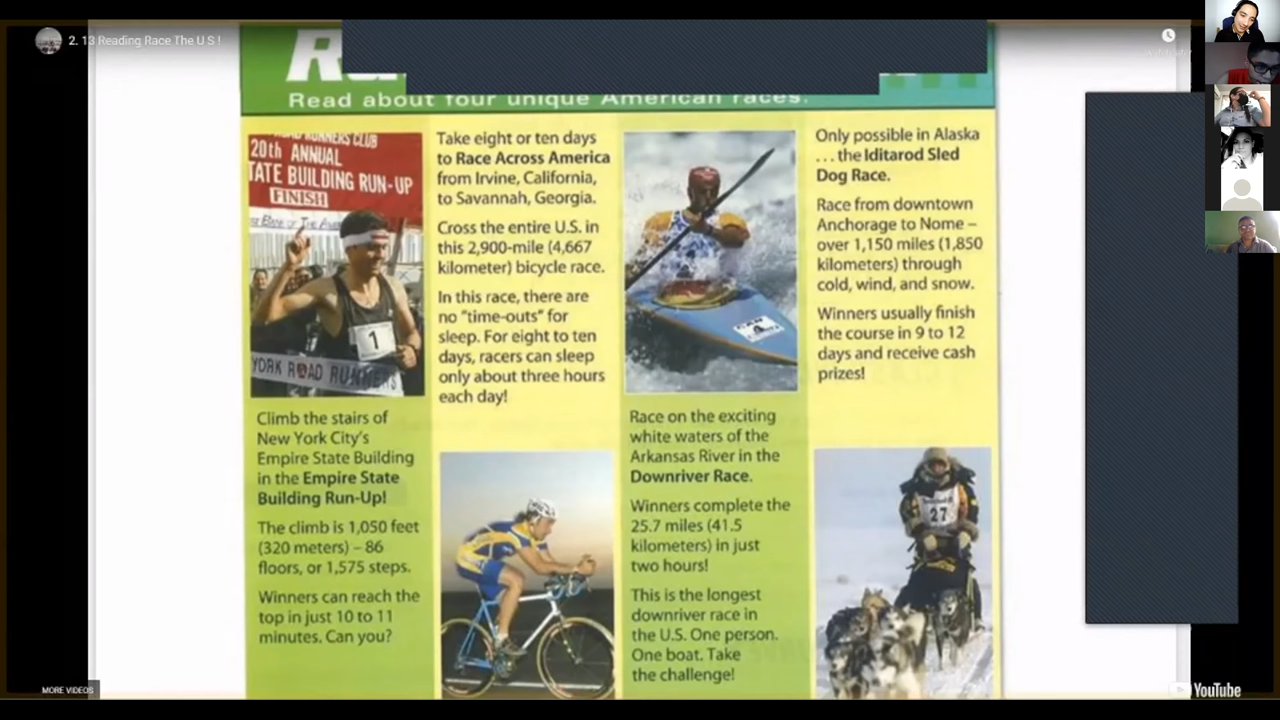 2. 13 Reading Race The U S !
Read about four unique American races.
20th ANNUAL
TATE BUILDING RUN-UP
FINISH
1
YORK ROAD RUNNERS
Climb the stairs of
New York City's
Empire State Building
in the Empire State
Building Run-Up!
The climb is 1,050 feet
(320 meters) – 86
floors, or 1,575 steps.
Winners can reach the
top in just 10 to 11
minutes. Can you?
Take eight or ten days
to Race Across America
from Irvine, California,
to Savannah, Georgia.
Cross the entire U.S. in
this 2,900-mile (4,667
kilometer) bicycle race.
In this race, there are
no "time-outs" for
sleep. For eight to ten
days, racers can sleep
only about three hours
each day!
Race on the exciting
white waters of the
Arkansas River in the
Downriver Race.
Winners complete the
25.7 miles (41.5
kilometers) in just
two hours!
This is the longest
downriver race in
the U.S. One person.
One boat. Take
the challenge!
Only possible in Alaska
. . . the Iditarod Sled
Dog Race.
Race from downtown
Anchorage to Nome –
over 1,150 miles (1,850
kilometers) through
cold, wind, and snow.
Winners usually finish
the course in 9 to 12
days and receive cash
prizes!
27
MORE VIDEOS
YouTube